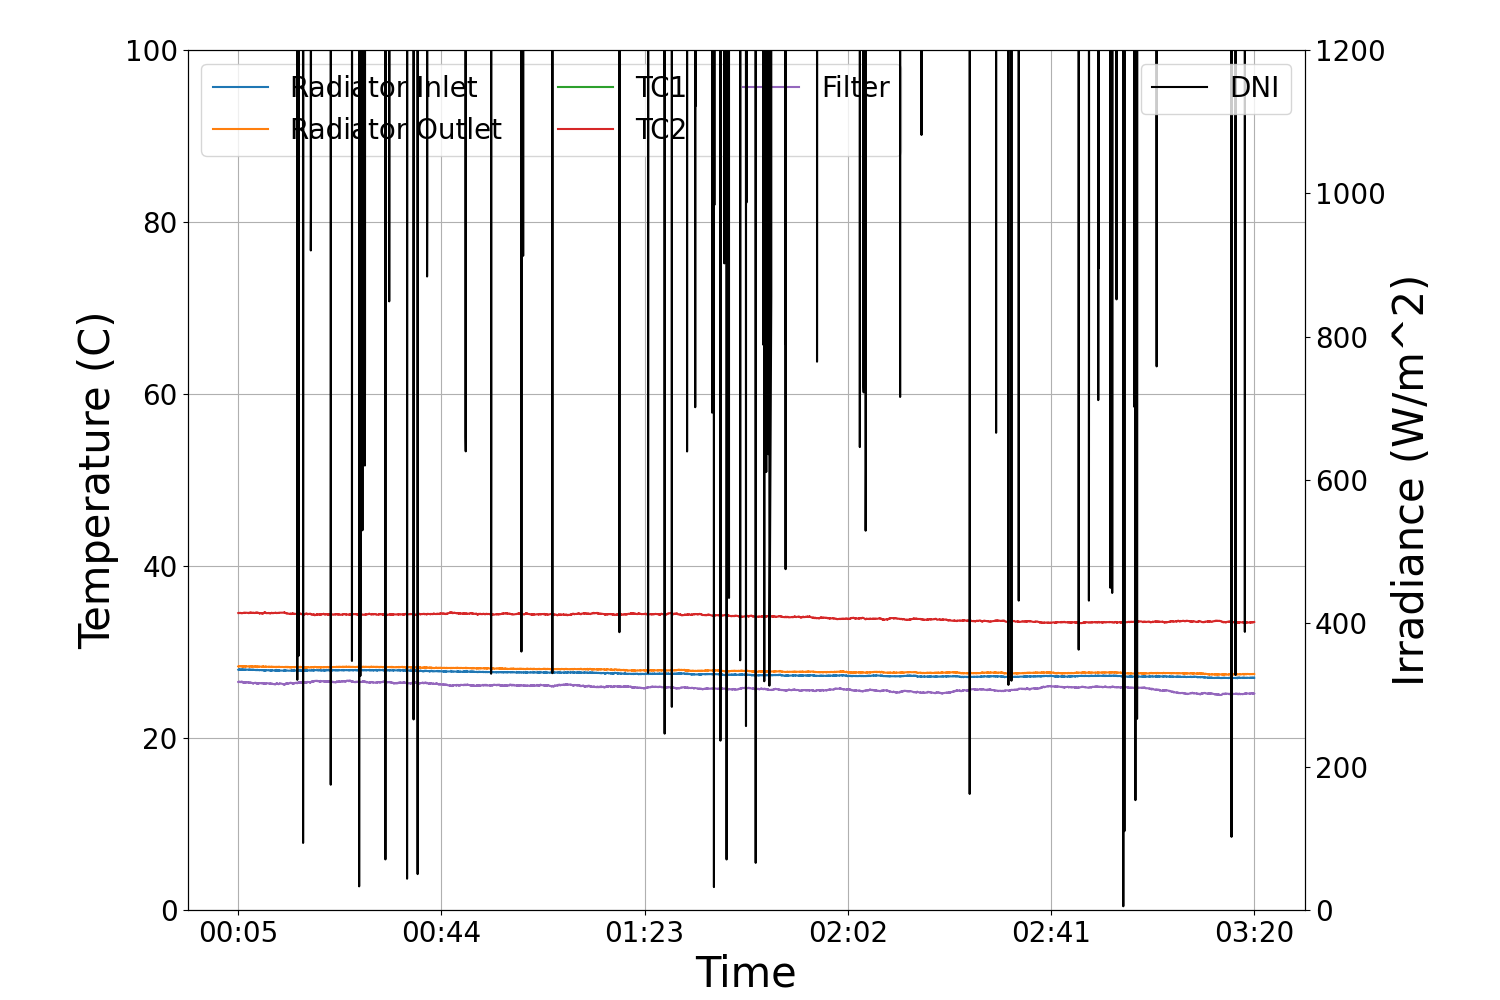 100
80
60
40
20
0
Temperature (C)
Radiator Inlet
Radiator Outlet
TC1
TC2
Filter
DNI
1200
1000
800
600
400
200
0
Irradiance (W/m^2)
00:05 00:44 01:23 02:02 02:41 03:20
Time